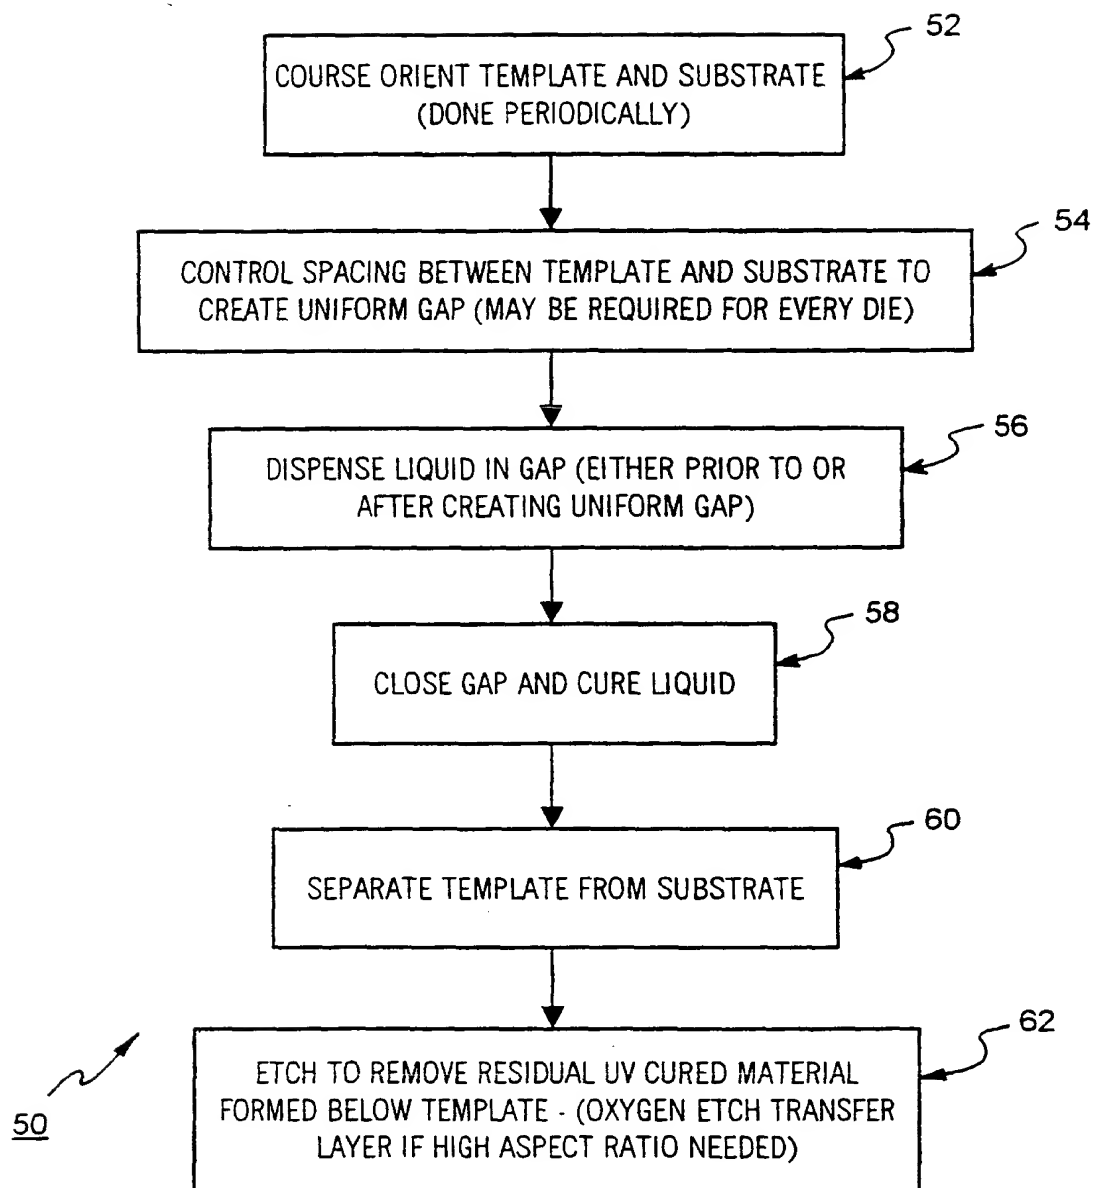 52
COURSE ORIENT TEMPLATE AND SUBSTRATE
(DONE PERIODICALLY)
54
CONTROL SPACING BETWEEN TEMPLATE AND SUBSTRATE TO
CREATE UNIFORM GAP (MAY BE REQUIRED FOR EVERY DIE)
56
DISPENSE LIQUID IN GAP (EITHER PRIOR TO OR
AFTER CREATING UNIFORM GAP)
58
CLOSE GAP AND CURE LIQUID
60
SEPARATE TEMPLATE FROM SUBSTRATE
62
ETCH TO REMOVE RESIDUAL UV CURED MATERIAL
FORMED BELOW TEMPLATE - (OXYGEN ETCH TRANSFER
LAYER IF HIGH ASPECT RATIO NEEDED)
50